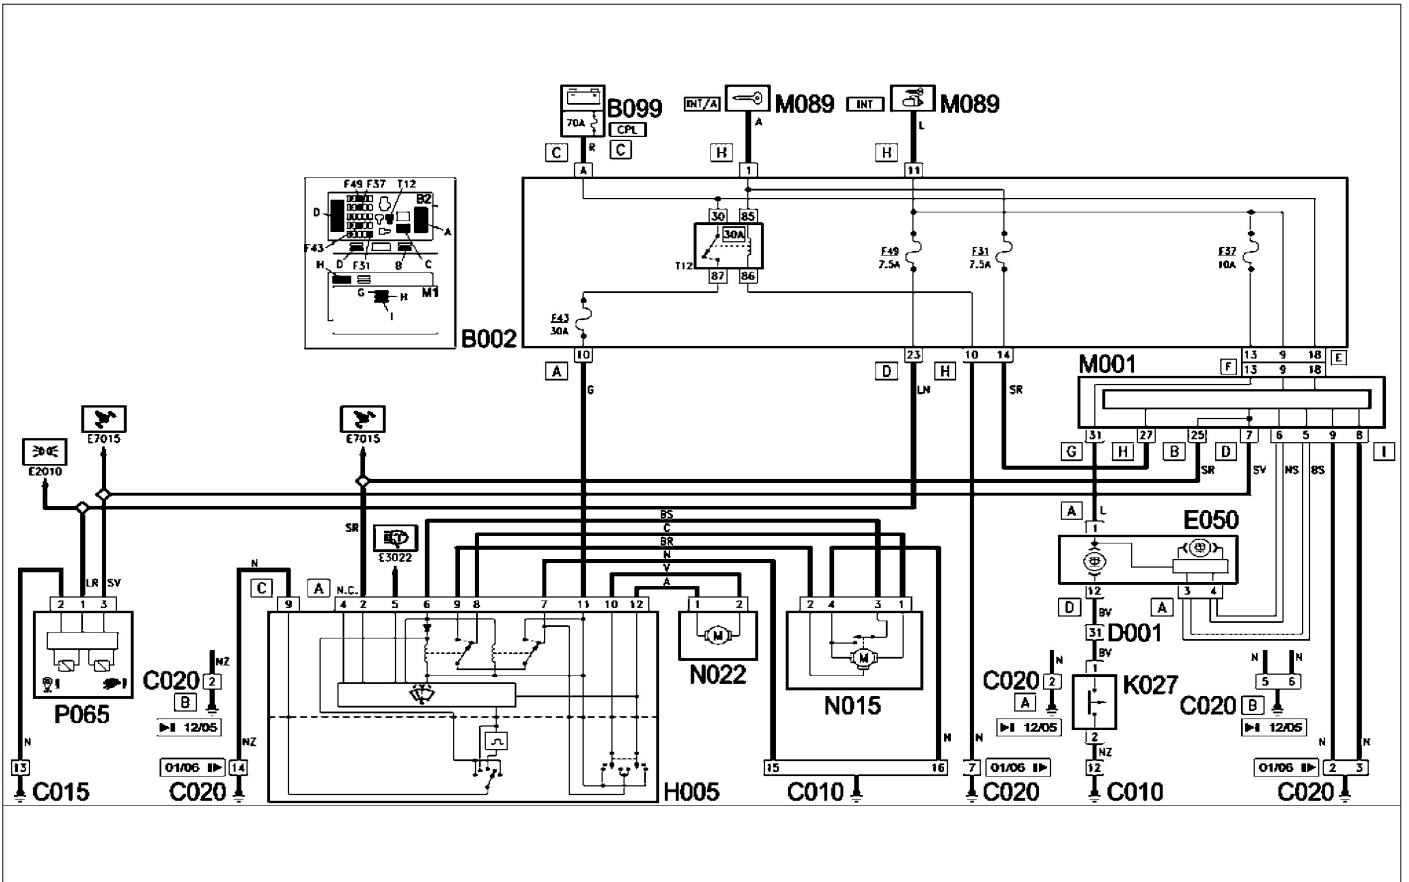 B099
M089
M089
INT/A
INT
70A
CPL
R
A
L
C
C
H
H
A
1
11
F49 F37 T12
B2
D
A
F43
H
D
F31
B
C
M1
G
H
I
B002
30
85
30A
T12
87
86
F49
7.5A
F31
7.5A
F37
10A
F43
30A
10
23
10
14
13
9
18
E
A
D
H
F
13
9
18
M001
G
LN
SR
E7015
E7015
E2010
31
27
25
7
6
5
9
8
G
H
B
D
I
SR
SV
NS
BS
BS
C
BR
N
V
A
SR
E3022
A
L
1
E050
N
LR
SV
N
C
A
N.C.
2
1
3
9
4
2
5
6
9
8
7
11
10
12
1
2
2
4
3
1
12
3
4
D
BV
A
31
D001
BV
M
M
N022
N015
P065
NZ
C020
2
B
12/05
N
C020
2
A
12/05
1
K027
2
NZ
N
N
5
6
C020
B
12/05
N
NZ
N
N
N
N
13
C015
01/06
14
C020
H005
15
16
C010
7
01/06
C020
12
C010
01/06
2
3
C020